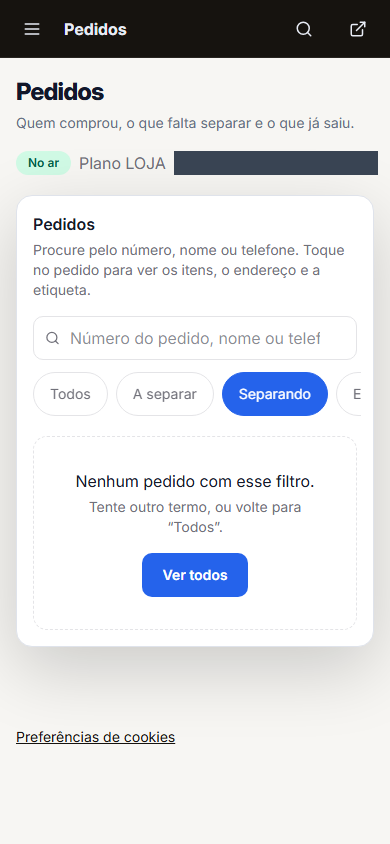 Pedidos
Pedidos
Quem comprou, o que falta separar e o que já saiu.
No ar
Plano LOJA
Pedidos
Procure pelo número, nome ou telefone. Toque
no pedido para ver os itens, o endereço e a
etiqueta.
Número do pedido, nome ou telef
Todos
A separar
Separando
E
Nenhum pedido com esse filtro.
Tente outro termo, ou volte para
“Todos”.
Ver todos
Preferências de cookies